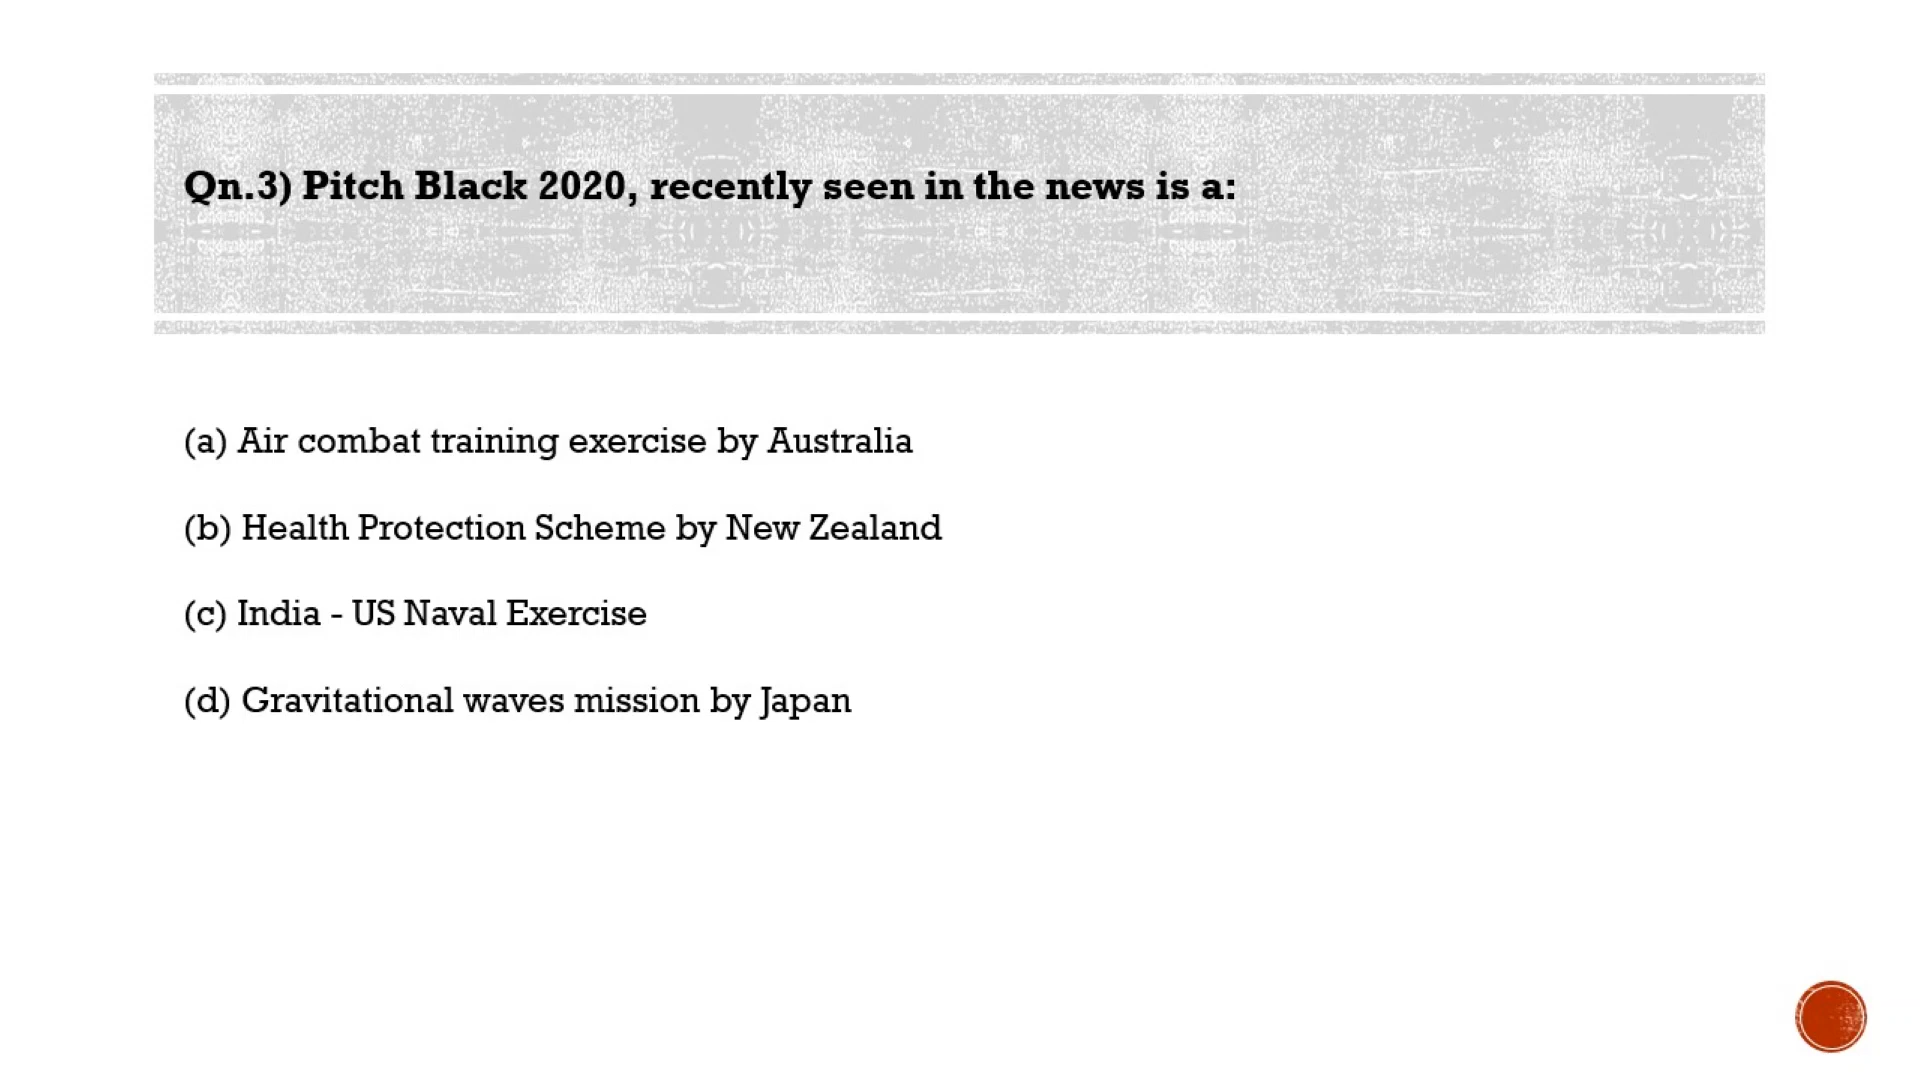 Qn.3) Pitch Black 2020, recently seen in the news is a:
(a) Air combat training exercise by Australia
(b) Health Protection Scheme by New Zealand
(c) India - US Naval Exercise
(d) Gravitational waves mission by Japan